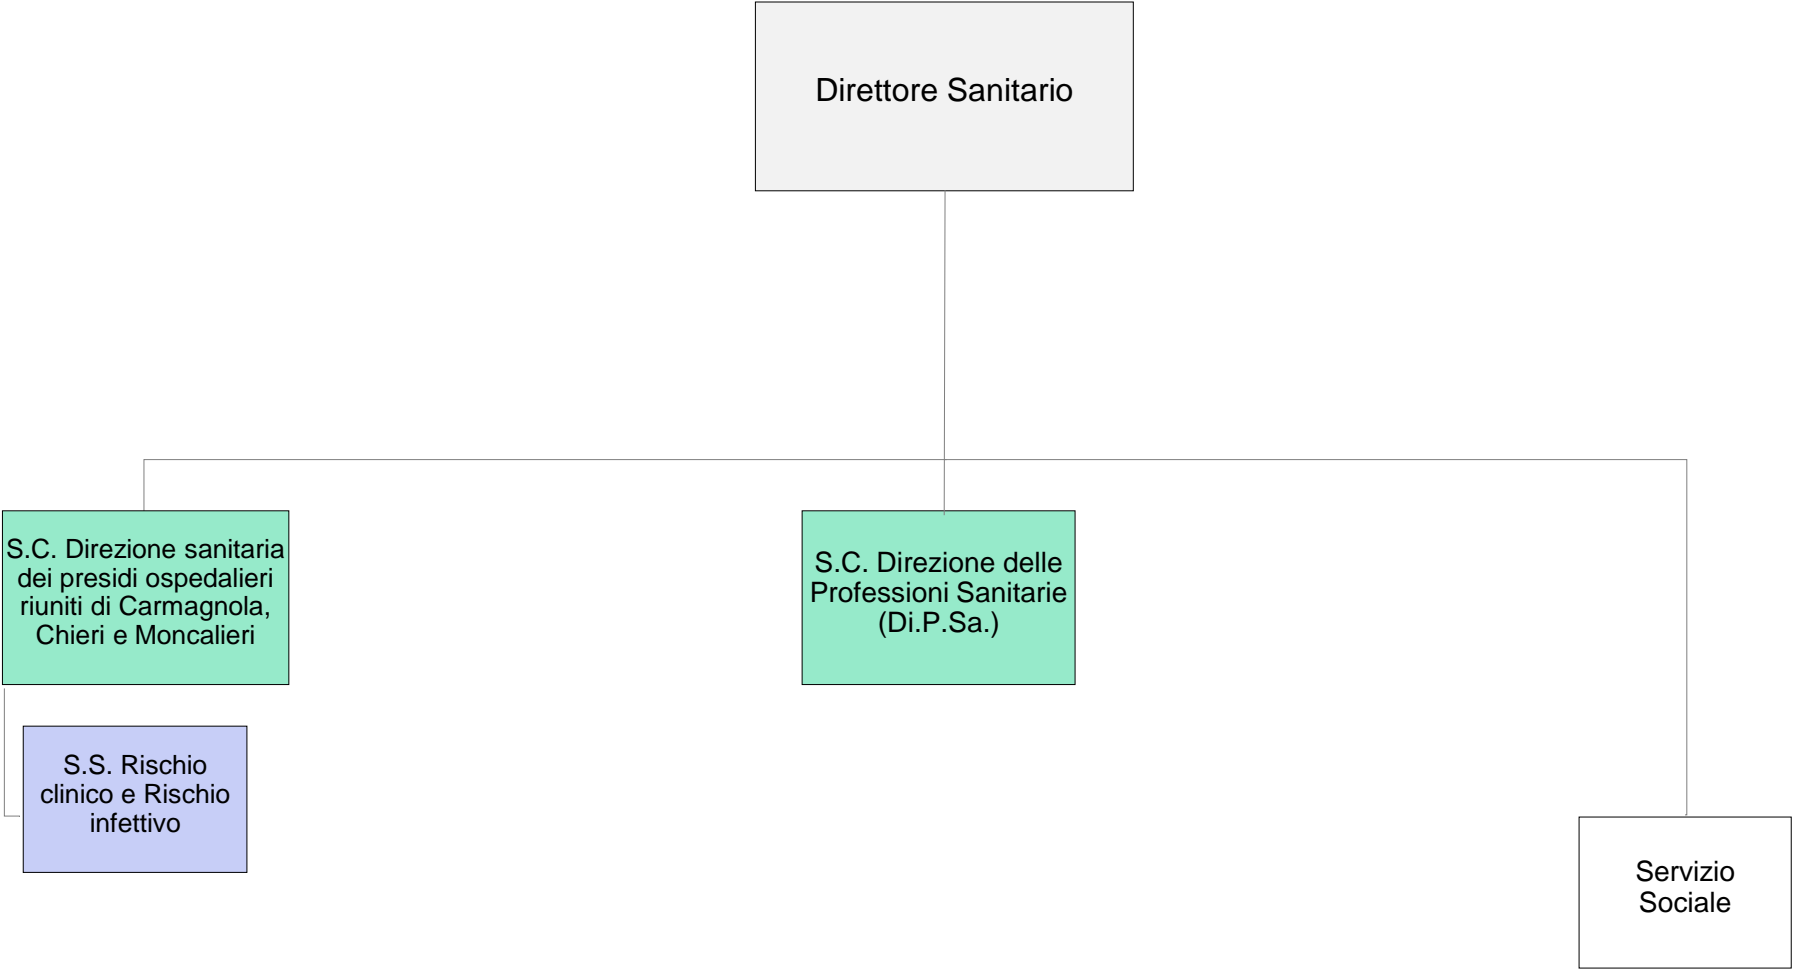 Direttore Sanitario
S.C. Direzione sanitaria
dei presidi ospedalieri
riuniti di Carmagnola,
Chieri e Moncalieri
S.C. Direzione delle
Professioni Sanitarie
(Di.P.Sa.)
S.S. Rischio
clinico e Rischio
infettivo
Servizio
Sociale